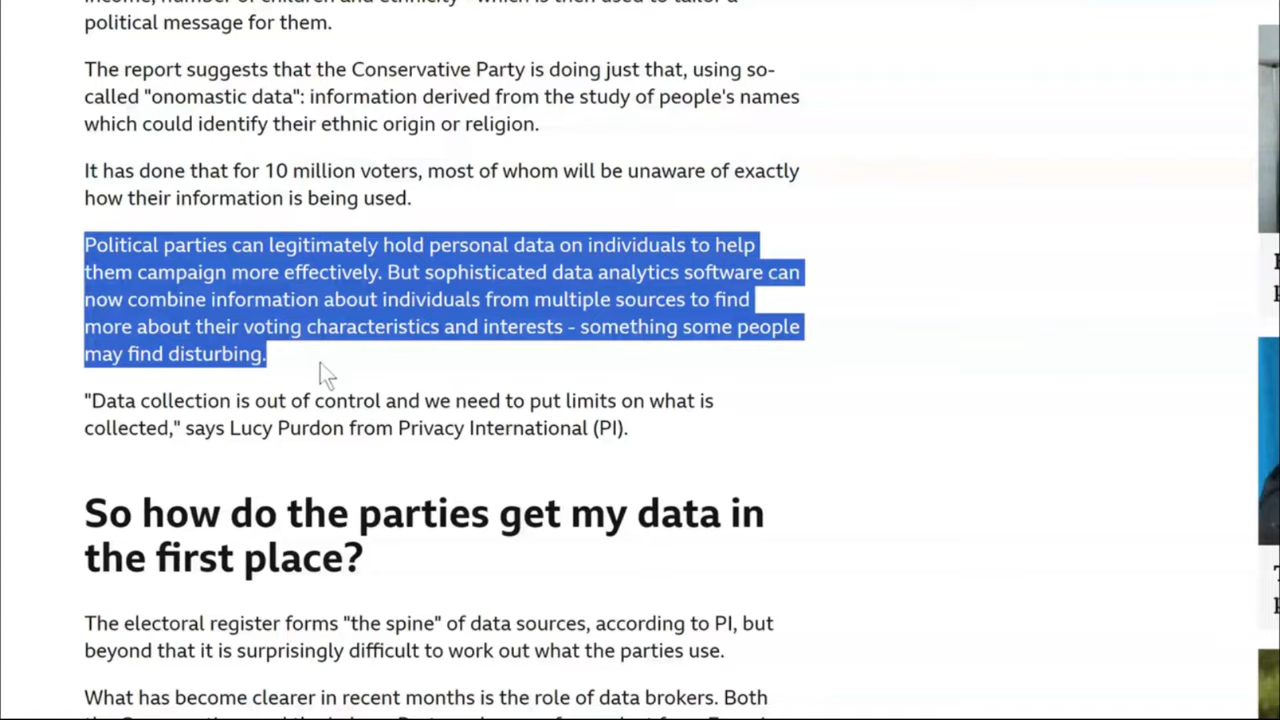 political message for them.
The report suggests that the Conservative Party is doing just that, using so-
called "onomastic data": information derived from the study of people's names
which could identify their ethnic origin or religion.
It has done that for 10 million voters, most of whom will be unaware of exactly
how their information is being used.
Political parties can legitimately hold personal data on individuals to help
them campaign more effectively. But sophisticated data analytics software can
now combine information about individuals from multiple sources to find
more about their voting characteristics and interests - something some people
may find disturbing.
"Data collection is out of control and we need to put limits on what is
collected," says Lucy Purdon from Privacy International (PI).
So how do the parties get my data in
the first place?
The electoral register forms "the spine" of data sources, according to PI, but
beyond that it is surprisingly difficult to work out what the parties use.
What has become clearer in recent months is the role of data brokers. Both